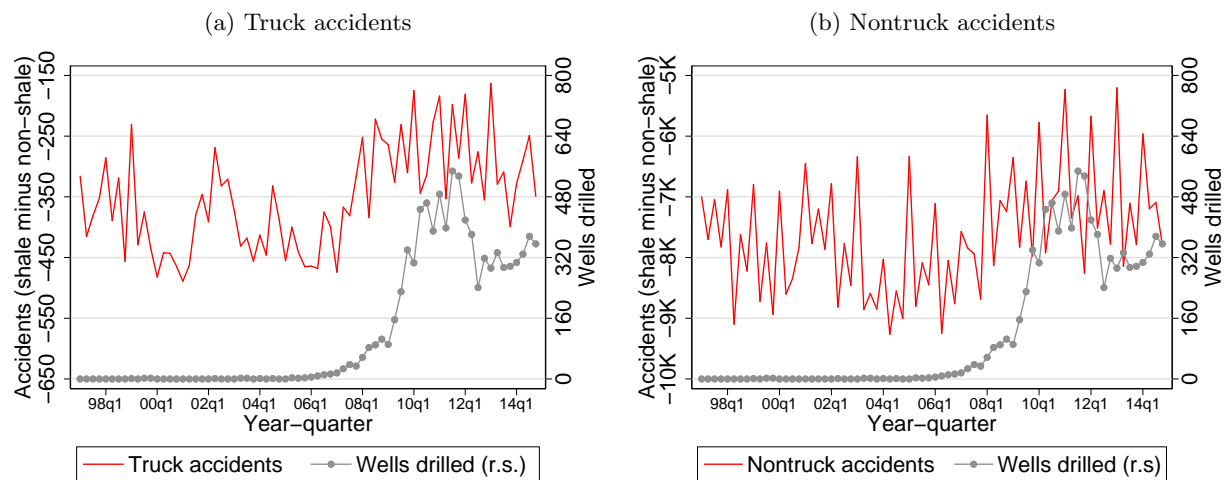 (a) Truck accidents
Accidents (shale minus non−shale)
−150
−250
−350
−450
−550
−650
800
640
480
320
160
0
Wells drilled
98q1 00q1 02q1 04q1 06q1 08q1 10q1 12q1 14q1
Year−quarter
Truck accidents Wells drilled (r.s.)
(b) Nontruck accidents
Accidents (shale minus non−shale)
−5K
−6K
−7K
−8K
−9K
−10K
800
640
480
320
160
0
Wells drilled
98q1 00q1 02q1 04q1 06q1 08q1 10q1 12q1 14q1
Year−quarter
Nontruck accidents Wells drilled (r.s)